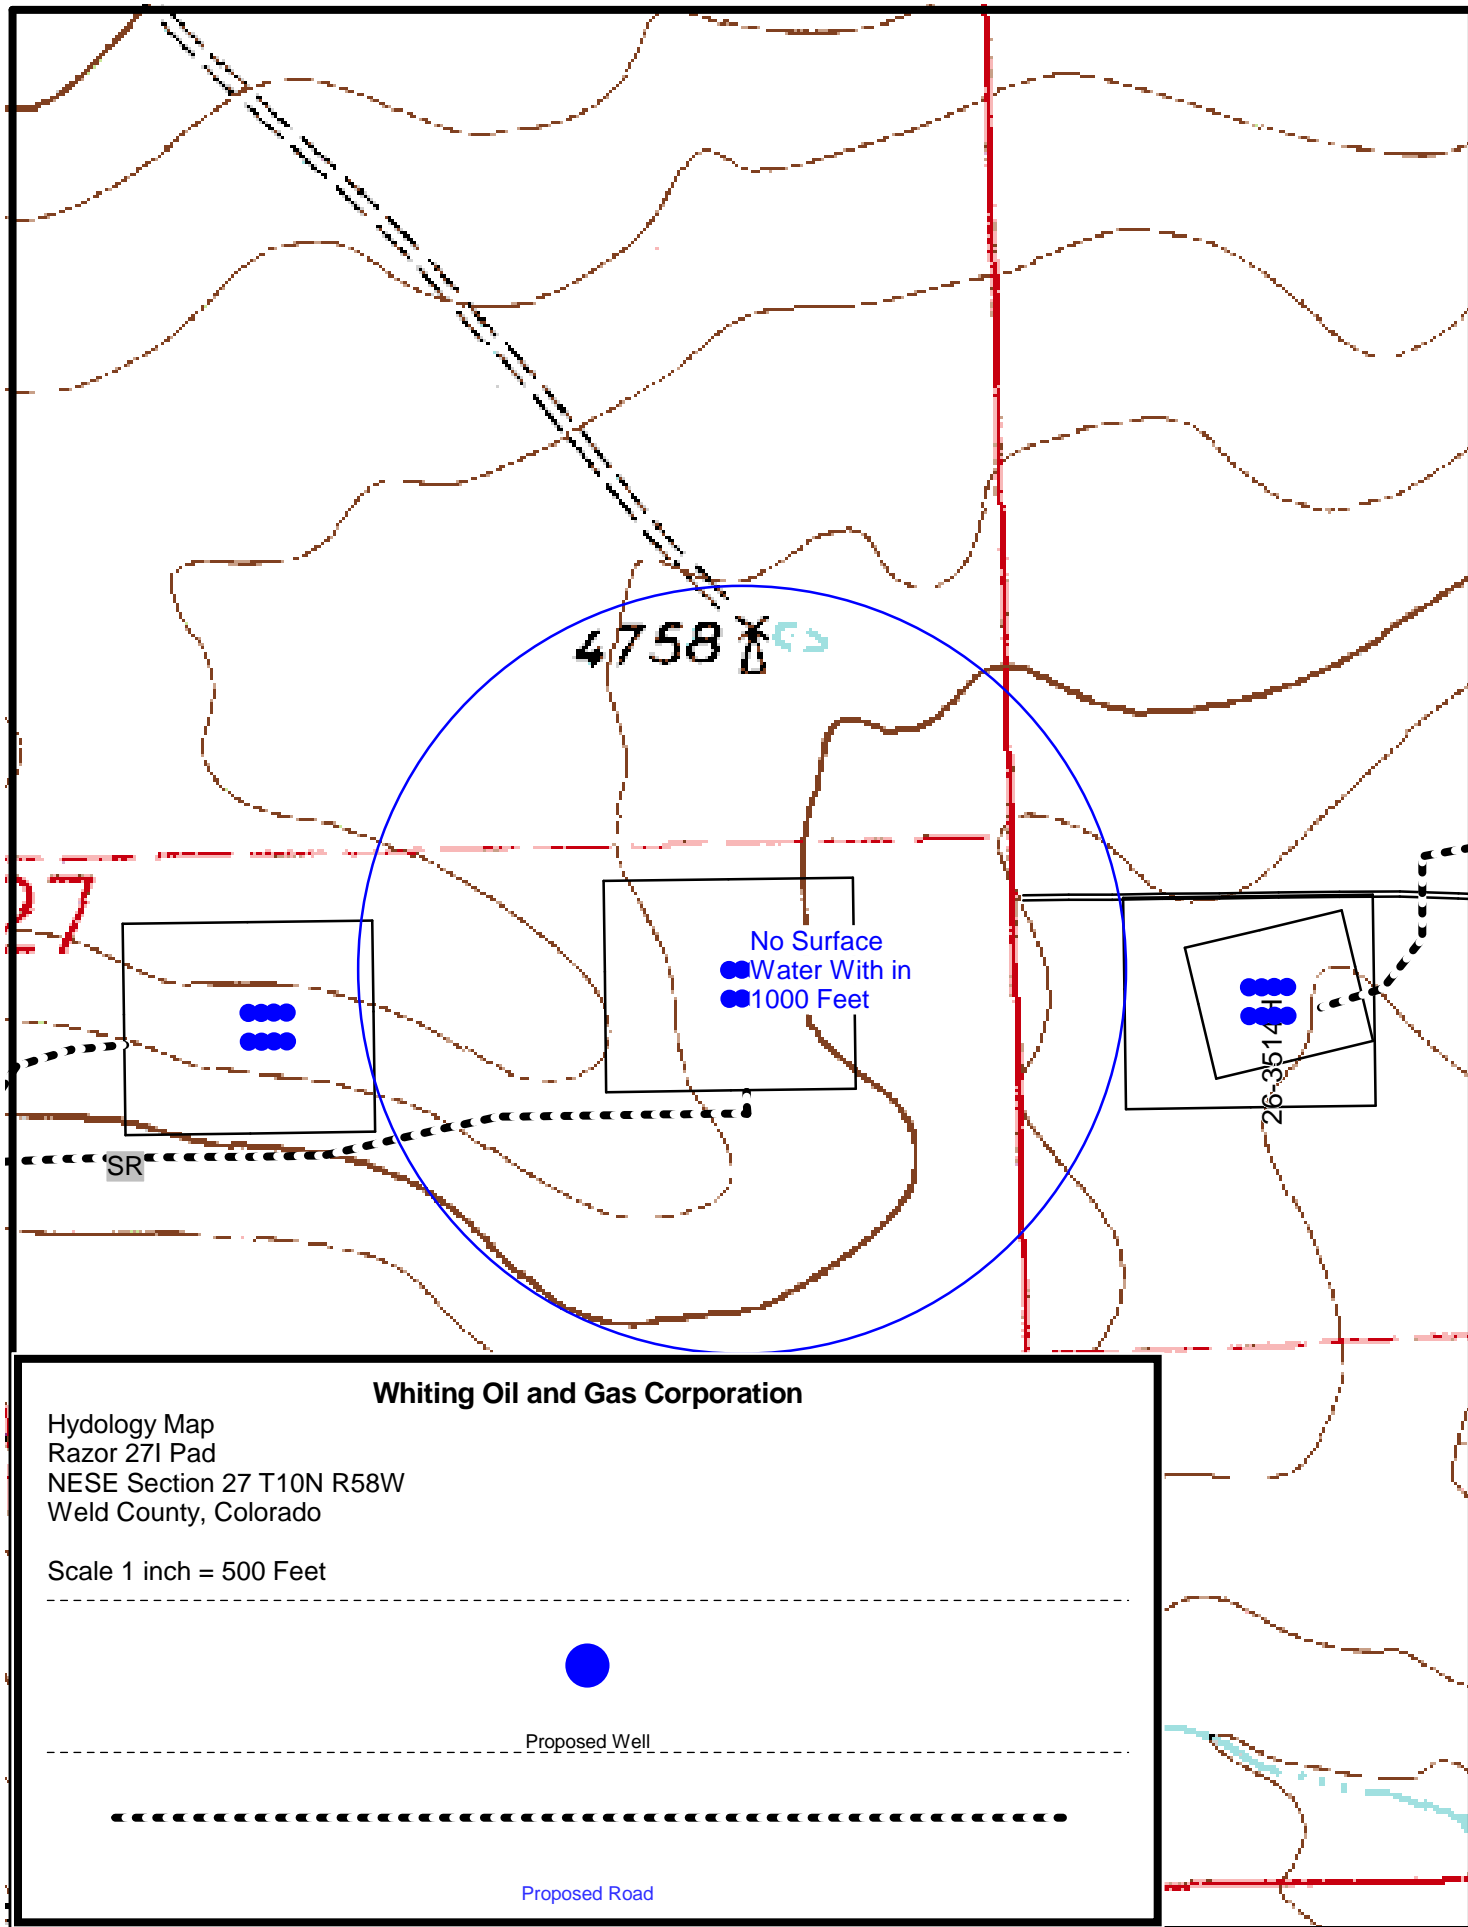 4758
27
No Surface
Water With in
1000 Feet
26-3514H
SR
Whiting Oil and Gas Corporation
Hydology Map
Razor 27I Pad
NESE Section 27 T10N R58W
Weld County, Colorado
Scale 1 inch = 500 Feet
Proposed Well
Proposed Road